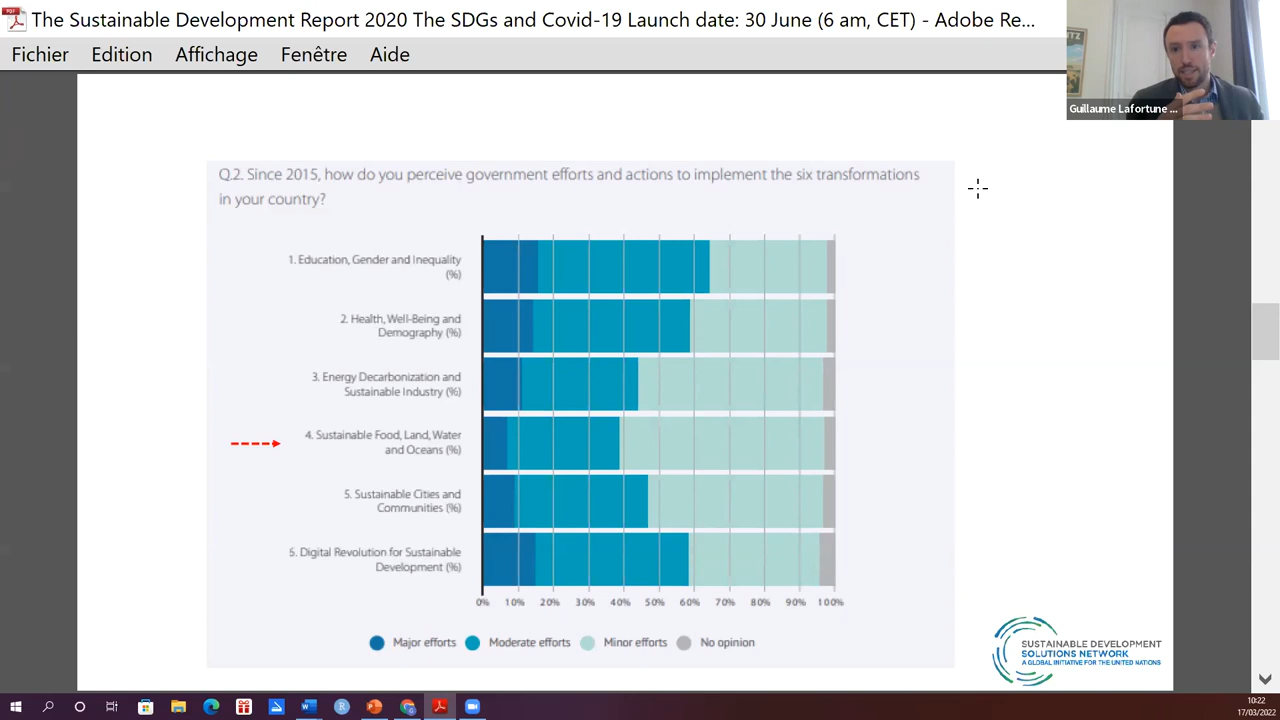 The Sustainable Development Report 2020 The SDGs and Covid-19 Launch date: 30 June (6 am, CET) - Adobe Re...
Fichier Edition Affichage Fenêtre Aide
Guillaume Lafortune ...
Q.2. Since 2015, how do you perceive government efforts and actions to implement the six transformations
in your country?
1. Education, Gender and Inequality
(%)
2. Health, Well-Being and
Demography (%)
3. Energy Decarbonization and
Sustainable Industry (%)
4. Sustainable Food, Land, Water
and Oceans (%)
5. Sustainable Cities and
Communities (%)
6. Digital Revolution for Sustainable
Development (%)
0% 10% 20% 30% 40% 50% 60% 70% 80% 90% 100%
Major efforts Moderate efforts Minor efforts No opinion
SUSTAINABLE DEVELOPMENT
SOLUTIONS NETWORK
A GLOBAL INITIATIVE FOR THE UNITED NATIONS
10:22
17/03/2022